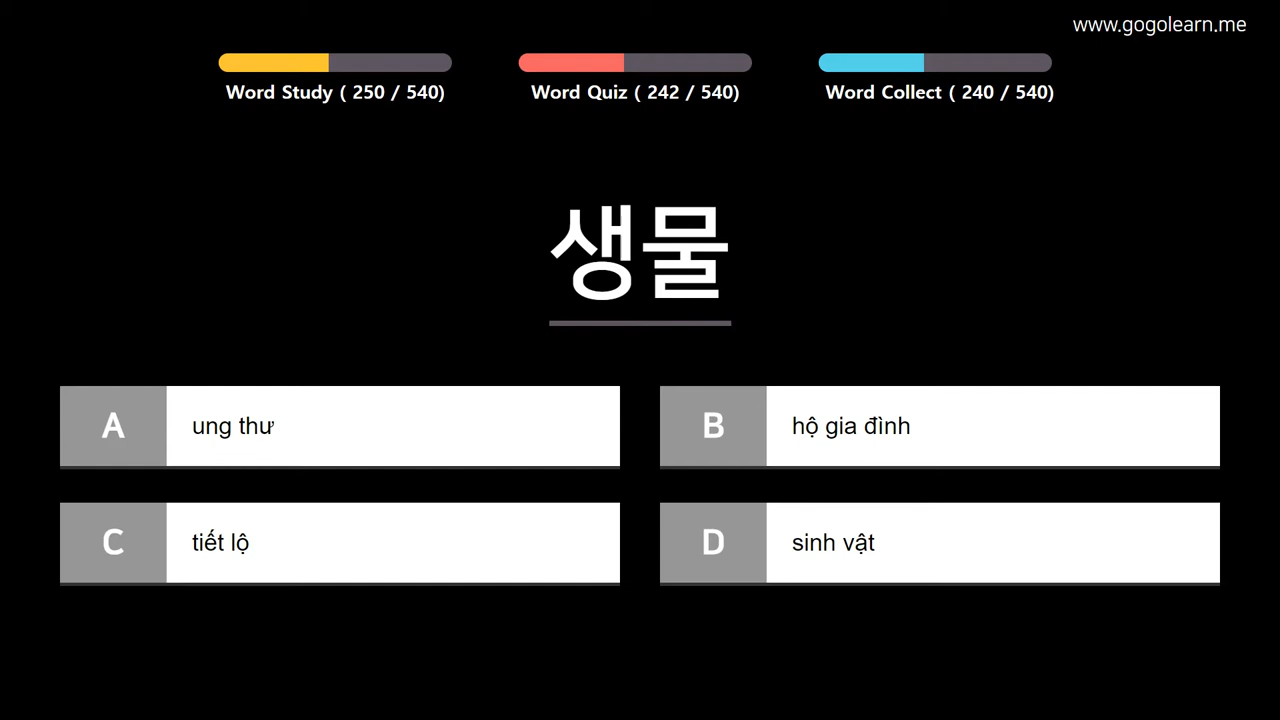 www.gogolearn.me
Word Study ( 250 / 540)
Word Quiz ( 242 / 540)
Word Collect ( 240 / 540)
생물
A ung thư
B hộ gia đình
C tiết lộ
D sinh vật